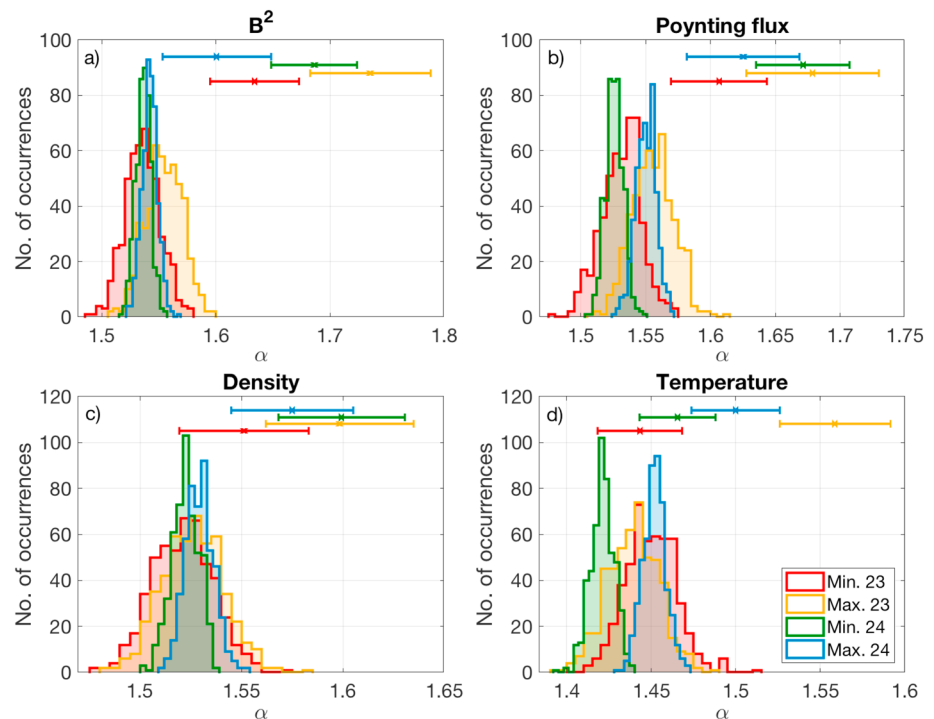 B²
a)
No. of occurrences
100
80
60
40
20
0
1.5 1.6 1.7 1.8
α
Poynting flux
b)
No. of occurrences
100
80
60
40
20
0
1.5 1.55 1.6 1.65 1.7 1.75
α
Density
c)
No. of occurrences
120
100
80
60
40
20
0
1.5 1.55 1.6 1.65
α
Temperature
d)
No. of occurrences
120
100
80
60
40
20
0
1.4 1.45 1.5 1.55 1.6
α
Min. 23
Max. 23
Min. 24
Max. 24